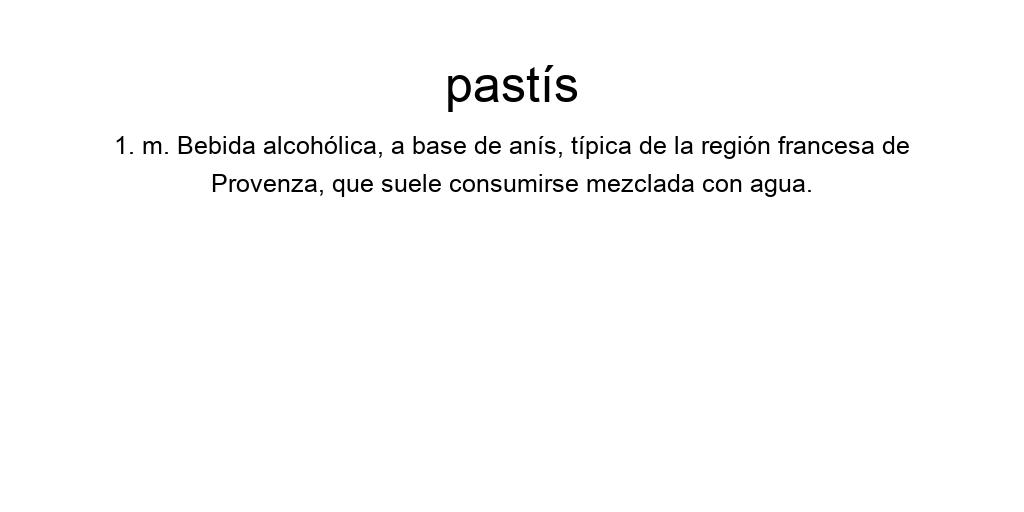 pastís
1. m. Bebida alcohólica, a base de anís, típica de la región francesa de
Provenza, que suele consumirse mezclada con agua.